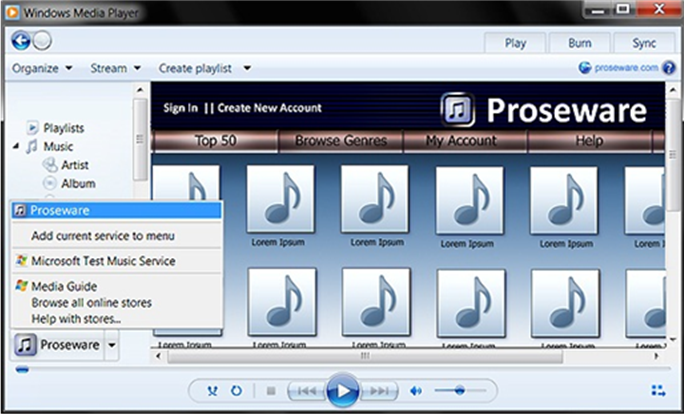 Windows Media Player
Play Burn Sync
Organize Stream Create playlist proseware.com
Sign In || Create New Account
Proseware
Top 50 Browse Genres My Account Help
Playlists
Music
Artist
Album
Proseware
Add current service to menu
Microsoft Test Music Service
Media Guide
Browse all online stores
Help with stores...
Proseware
Lorem Ipsum Lorem Ipsum Lorem Ipsum Lorem Ipsum Lorem Ipsum
Lorem Ipsum Lorem Ipsum Lorem Ipsum Lorem Ipsum Lorem Ipsum Lorem Ipsum